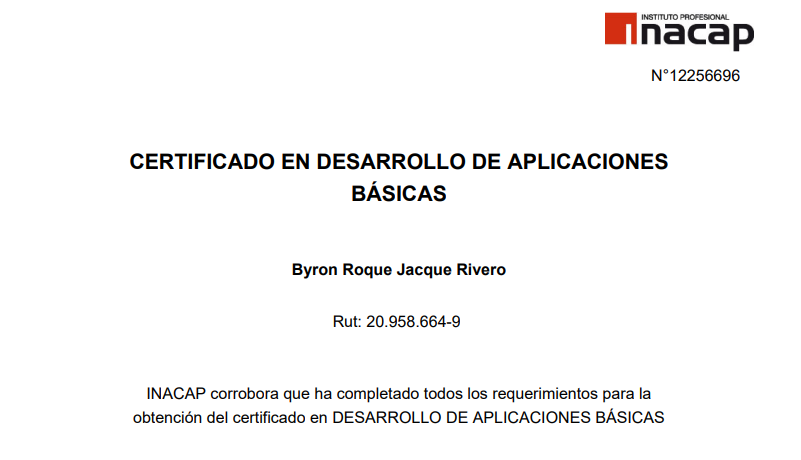 INSTITUTO PROFESIONAL
inacap
N°12256696
CERTIFICADO EN DESARROLLO DE APLICACIONES
BÁSICAS
Byron Roque Jacque Rivero
Rut: 20.958.664-9
INACAP corrobora que ha completado todos los requerimientos para la
obtención del certificado en DESARROLLO DE APLICACIONES BÁSICAS